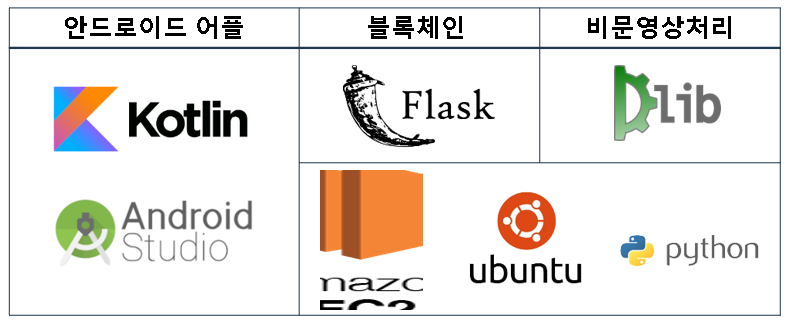 안드로이드 어플
블록체인
비문영상처리
Kotlin
Flask
Dlib
Android
Studio
ubuntu
python